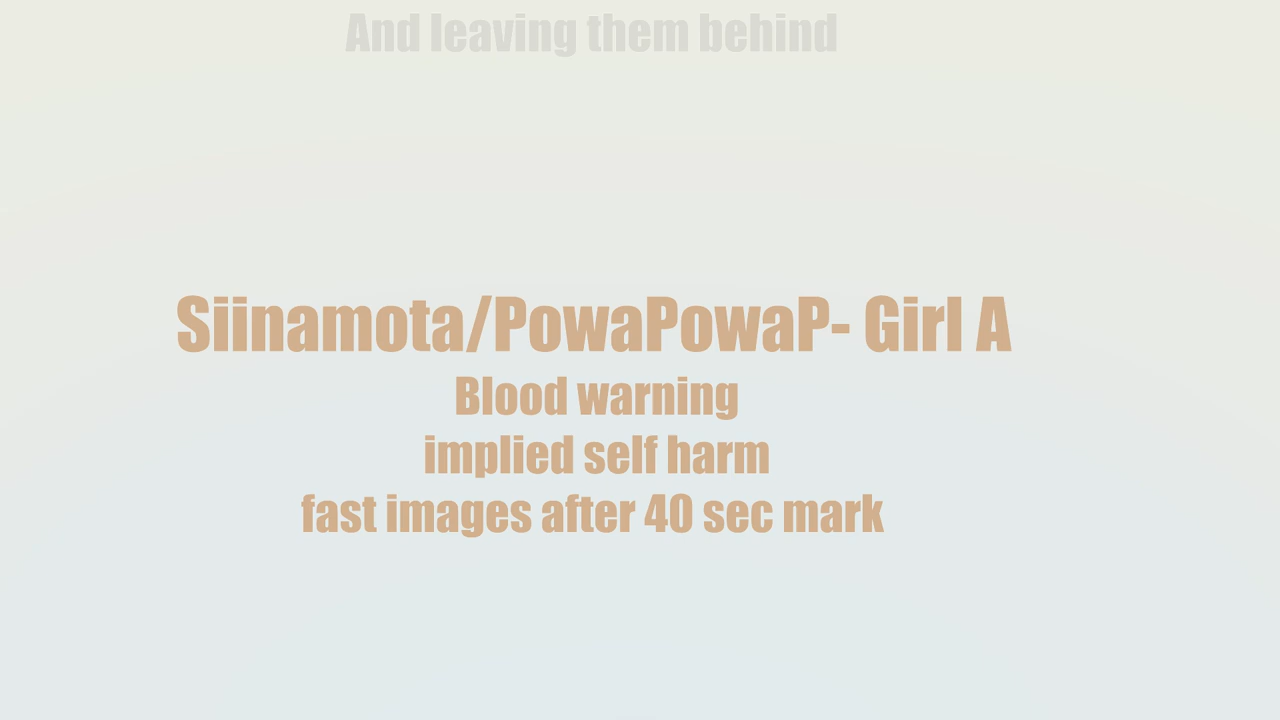 And leaving them behind
Siinamota/PowaPowaP- Girl A
Blood warning
implied self harm
fast images after 40 sec mark